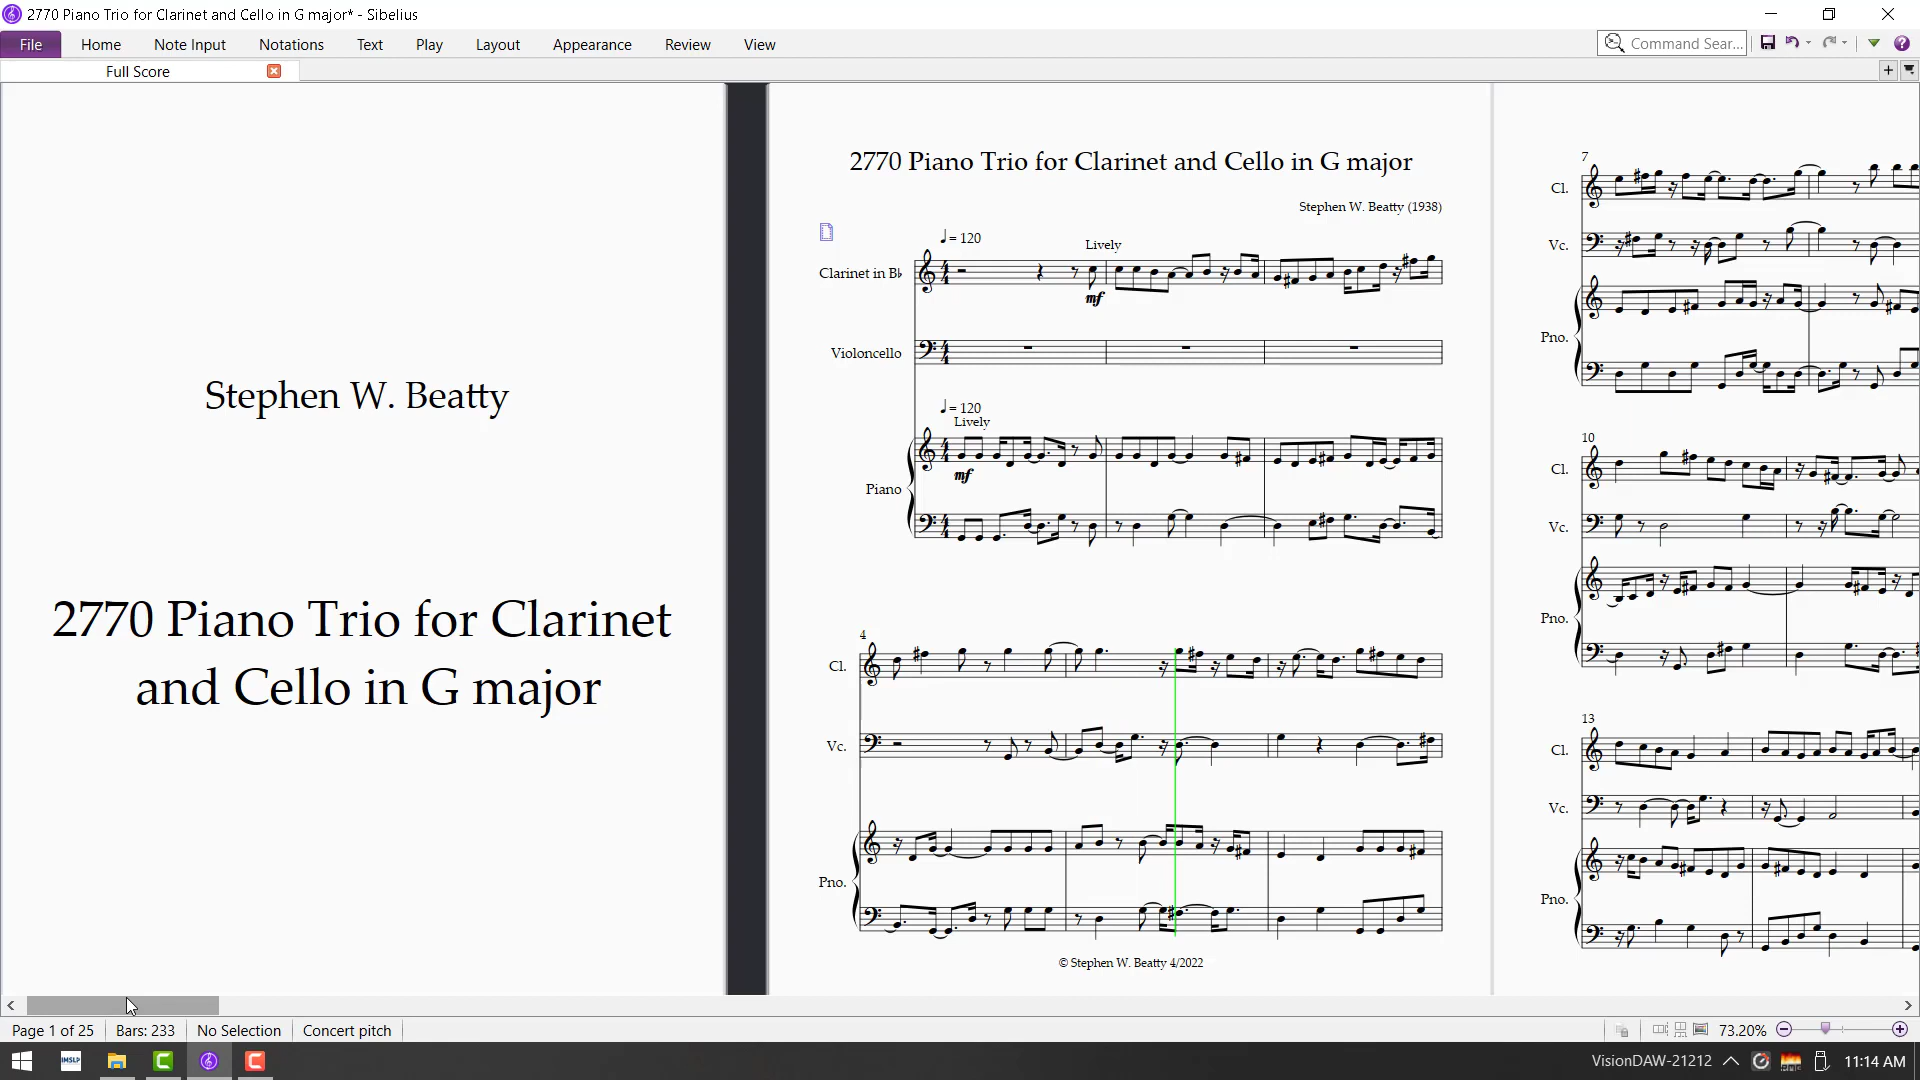 2770 Piano Trio for Clarinet and Cello in G major* - Sibelius
File Home Note Input Notations Text Play Layout Appearance Review View
Command Sear...
Full Score
Stephen W. Beatty
2770 Piano Trio for Clarinet
and Cello in G major
2770 Piano Trio for Clarinet and Cello in G major
Stephen W. Beatty (1938)
♩= 120
Lively
Clarinet in B♭
mf
Violoncello
♩= 120
Lively
mf
Piano
4
Cl.
Vc.
Pno.
© Stephen W. Beatty 4/2022
7
Cl.
Vc.
Pno.
10
Cl.
Vc.
Pno.
13
Cl.
Vc.
Pno.
Page 1 of 25 Bars: 233 No Selection Concert pitch
73.20%
IMSLP
VisionDAW-21212
11:14 AM